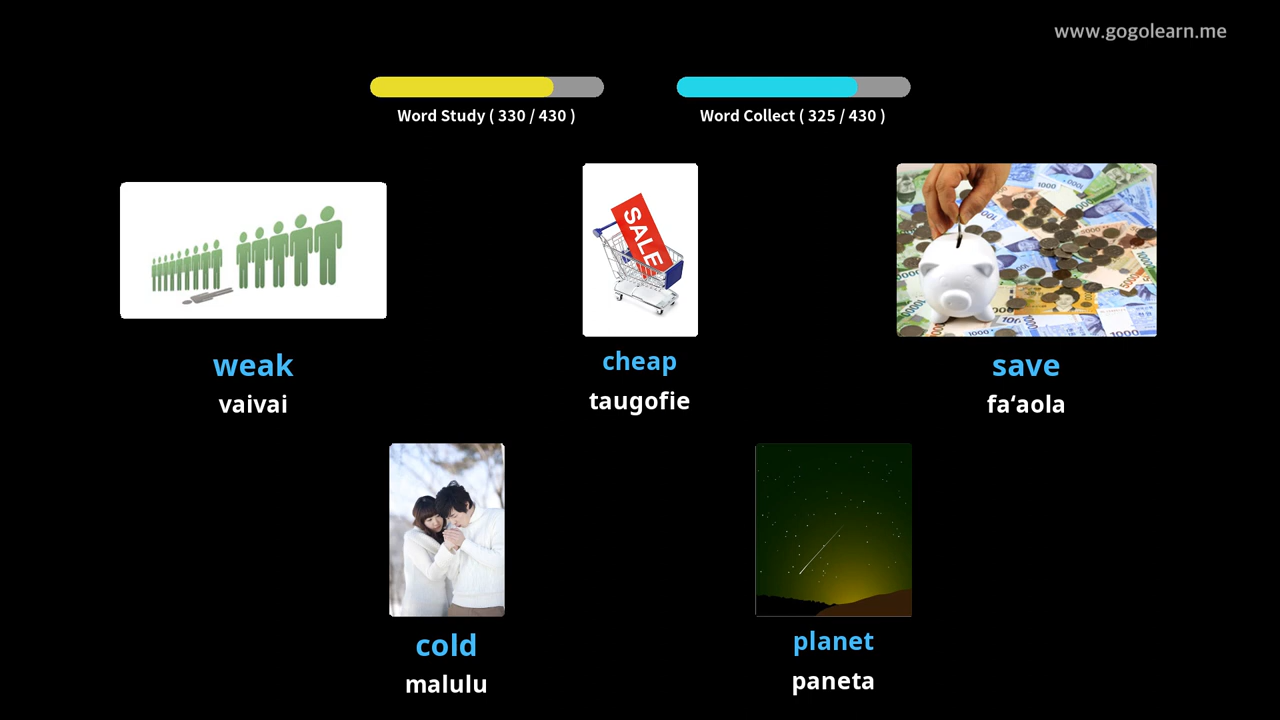 www.gogolearn.me
Word Study ( 330 / 430 )
Word Collect ( 325 / 430 )
SALE
weak
vaivai
cheap
taugofie
save
fa‘aola
cold
malulu
planet
paneta